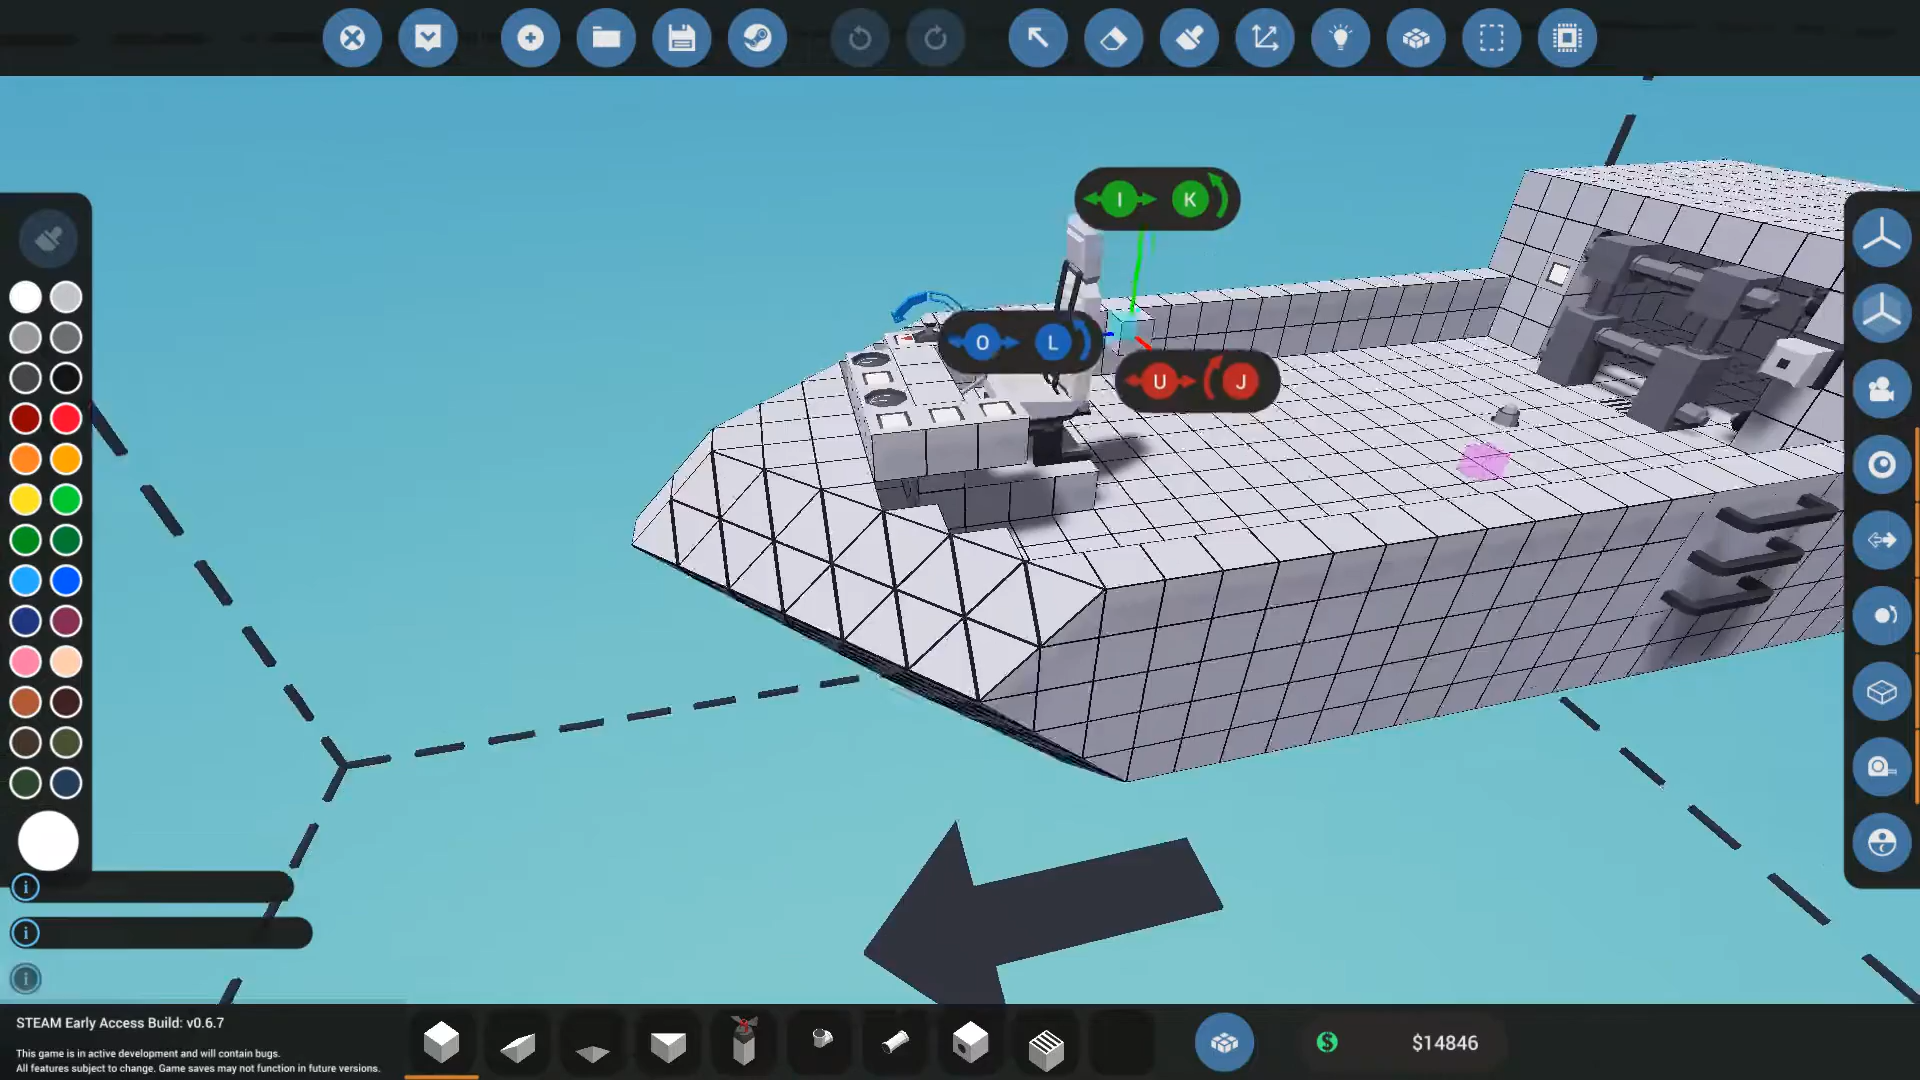 I K
O L
U J
STEAM Early Access Build: v0.6.7
This game is in active development and will contain bugs.
All features subject to change. Game saves may not function in future versions.
$14846